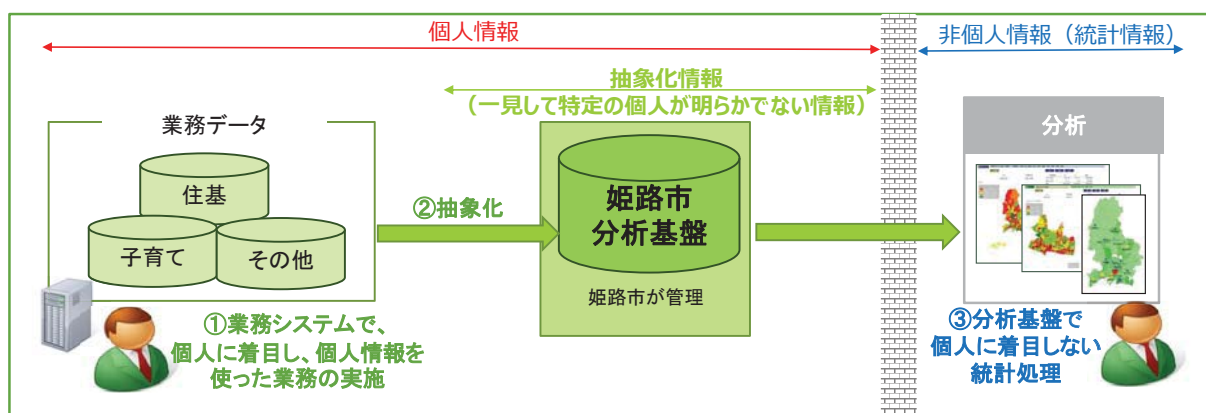 個人情報
非個人情報（統計情報）
抽象化情報
（一見して特定の個人が明らかでない情報）
業務データ
住基
子育て
その他
①業務システムで、
個人に着目し、個人情報を
使った業務の実施
②抽象化
姫路市
分析基盤
姫路市が管理
分析
③分析基盤で
個人に着目しない
統計処理